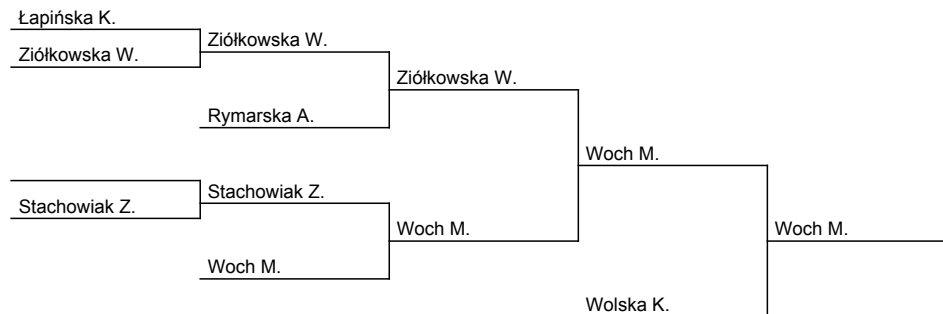 Łapińska K.
Ziółkowska W.
Ziółkowska W.
Ziółkowska W.
Rymarska A.
Woch M.
Stachowiak Z.
Stachowiak Z.
Woch M.
Woch M.
Woch M.
Wolska K.